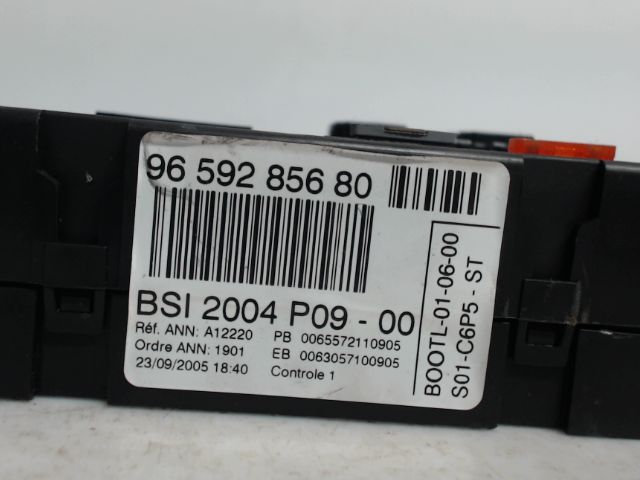 96 592 856 80
BSI 2004 P09 - 00
Réf. ANN: A12220 PB 0065572110905
Ordre ANN: 1901 EB 0063057100905
23/09/2005 18:40 Controle 1
BOOTL-01-06-00
S01-C6P5 - ST